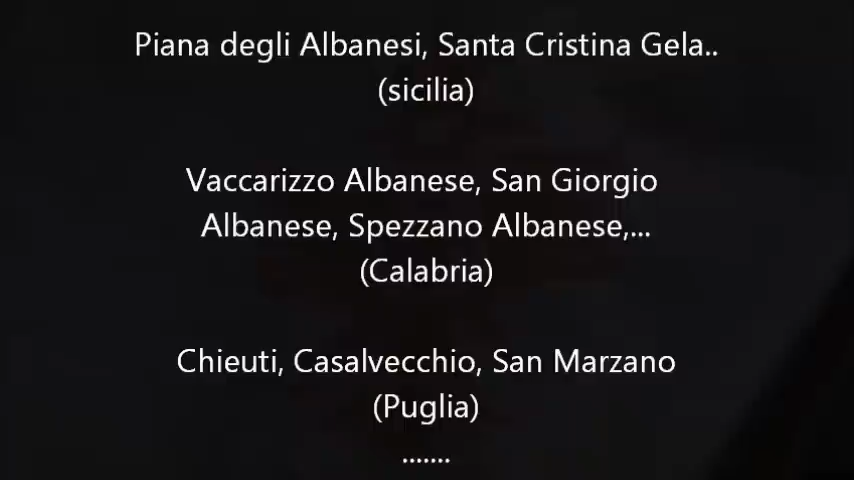 Piana degli Albanesi, Santa Cristina Gela..
(sicilia)
Vaccarizzo Albanese, San Giorgio
Albanese, Spezzano Albanese,...
(Calabria)
Chieuti, Casalvecchio, San Marzano
(Puglia)
.......